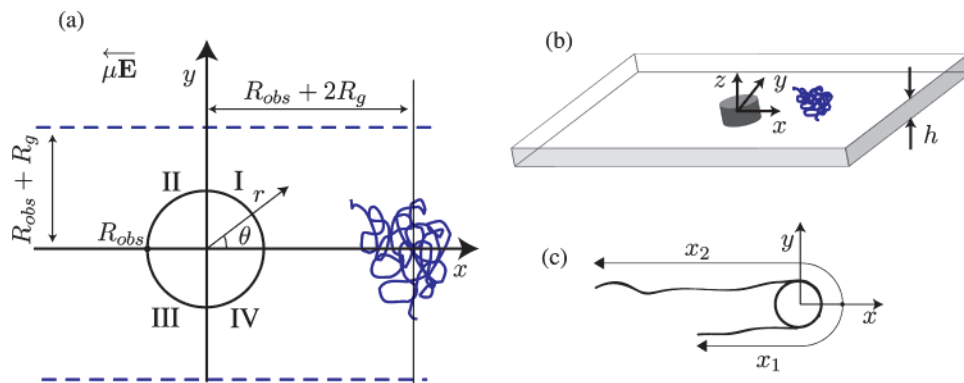 (a)
μE
y
R_obs + 2R_g
R_obs + R_g
II
I
r
R_obs
θ
x
III
IV
(b)
z
y
x
h
(c)
x_2
y
x
x_1